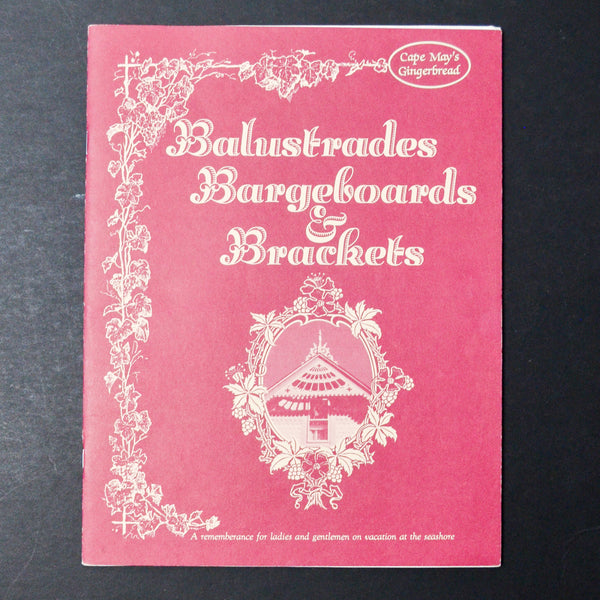 Cape May's
Gingerbread
Balustrades
Bargeboards
&
Brackets
A rememberance for ladies and gentlemen on vacation at the seashore